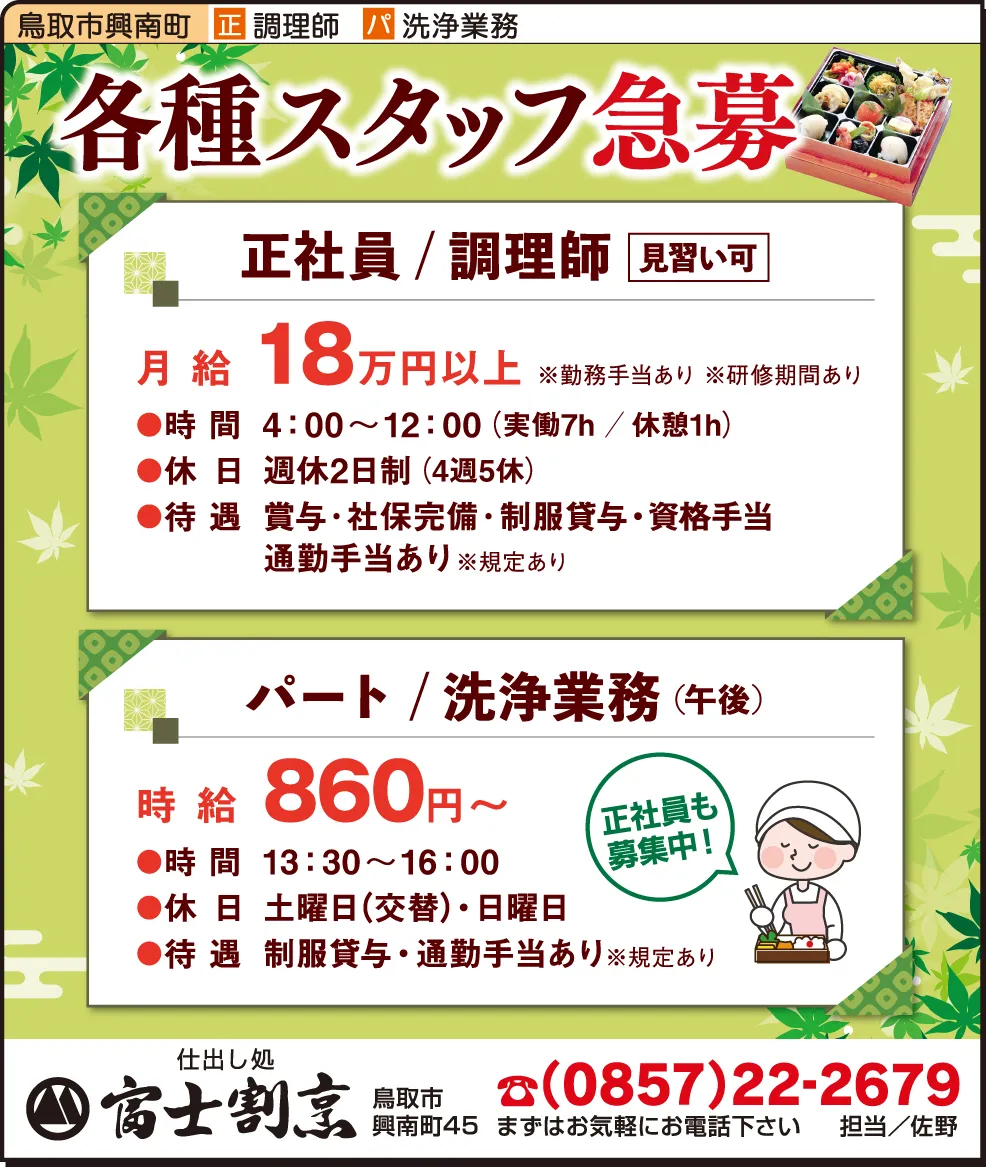 鳥取市興南町 正 調理師 パ 洗浄業務
各種スタッフ急募
正社員 / 調理師 見習い可
月給 18万円以上 ※勤務手当あり ※研修期間あり
●時間 4：00～12：00（実働7h ／ 休憩1h）
●休日 週休2日制（4週5休）
●待遇 賞与・社保完備・制服貸与・資格手当
通勤手当あり※規定あり
パート / 洗浄業務（午後）
時給 860円～
●時間 13：30～16：00
●休日 土曜日(交替)・日曜日
●待遇 制服貸与・通勤手当あり※規定あり
正社員も
募集中！
仕出し処
富士割烹
鳥取市
興南町45
☎(0857)22-2679
まずはお気軽にお電話下さい 担当／佐野